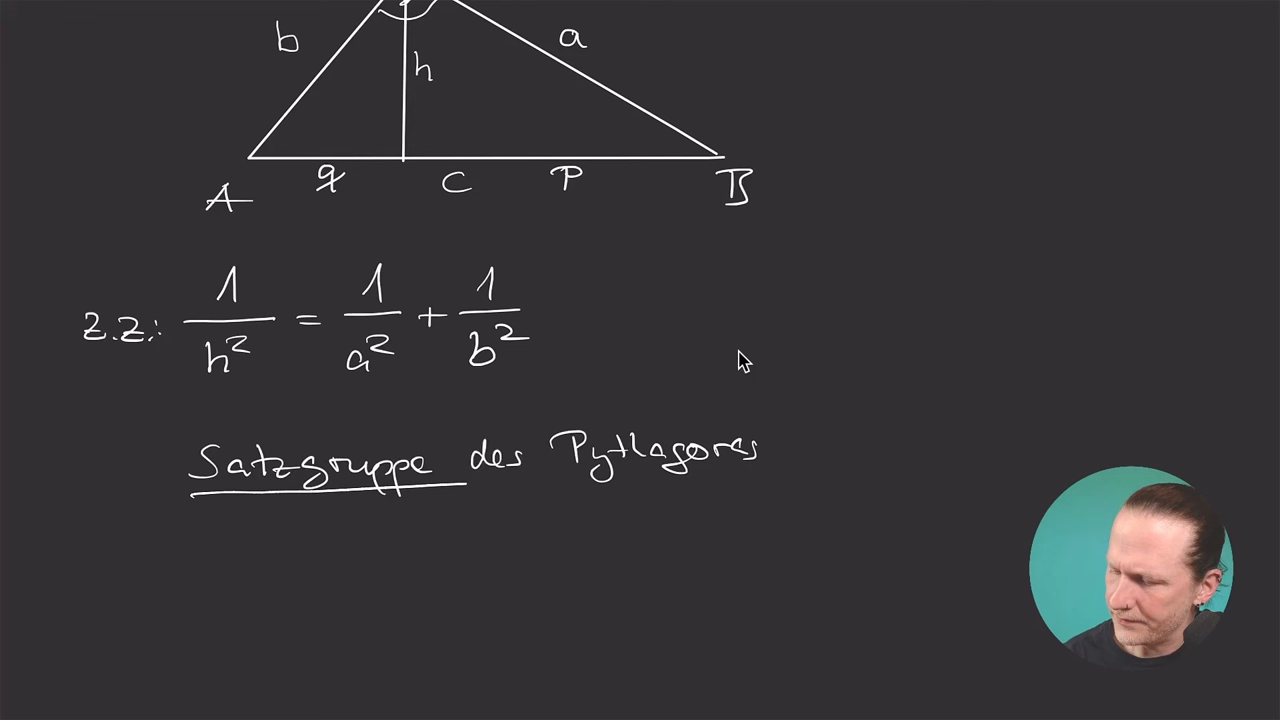 b a
h
q c p
A B
z.z.: 1/h² = 1/a² + 1/b²
Satzgruppe des Pythagoras